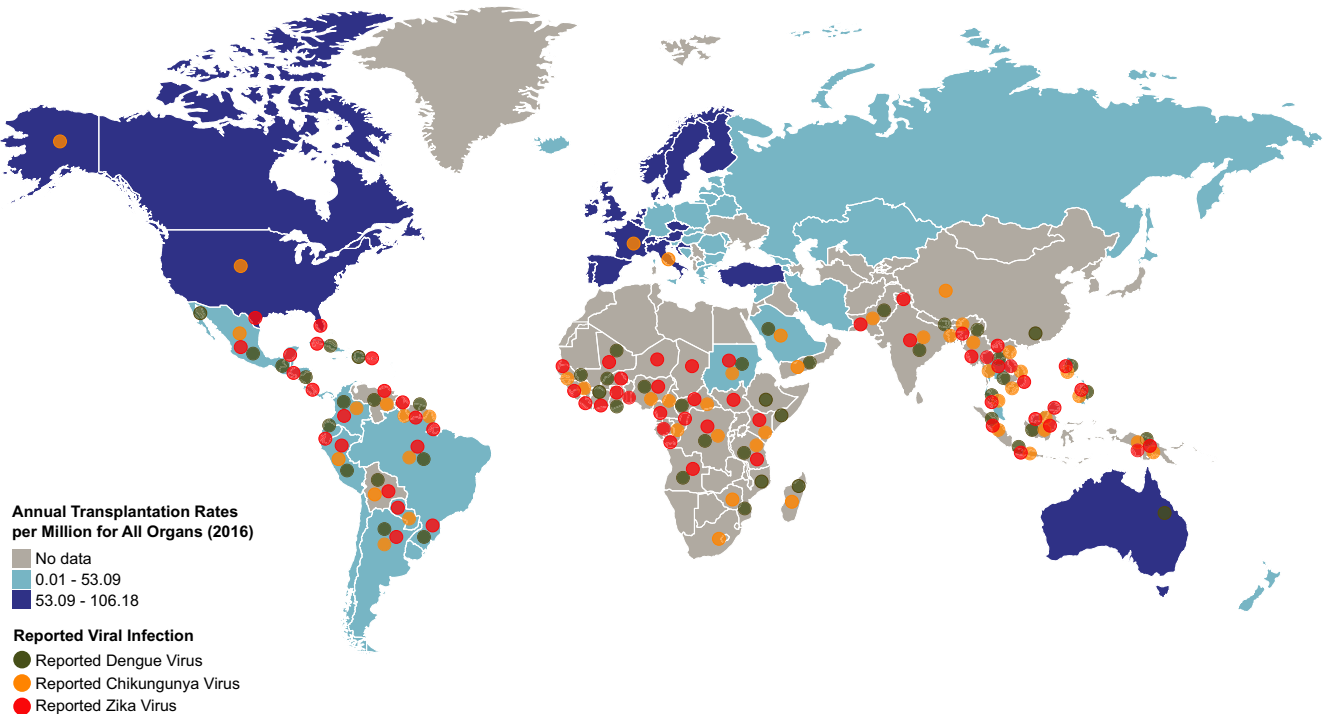 Annual Transplantation Rates
per Million for All Organs (2016)
No data
0.01 - 53.09
53.09 - 106.18
Reported Viral Infection
Reported Dengue Virus
Reported Chikungunya Virus
Reported Zika Virus